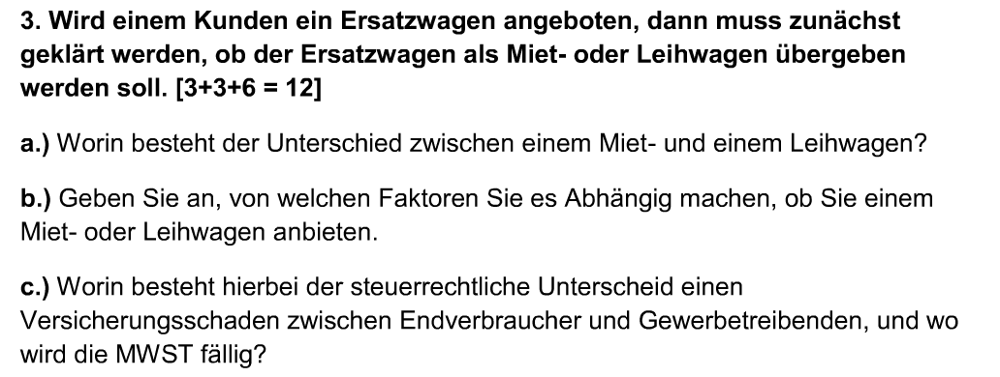 3. Wird einem Kunden ein Ersatzwagen angeboten, dann muss zunächst
geklärt werden, ob der Ersatzwagen als Miet- oder Leihwagen übergeben
werden soll. [3+3+6 = 12]
a.) Worin besteht der Unterschied zwischen einem Miet- und einem Leihwagen?
b.) Geben Sie an, von welchen Faktoren Sie es Abhängig machen, ob Sie einem
Miet- oder Leihwagen anbieten.
c.) Worin besteht hierbei der steuerrechtliche Unterscheid einen
Versicherungsschaden zwischen Endverbraucher und Gewerbetreibenden, und wo
wird die MWST fällig?